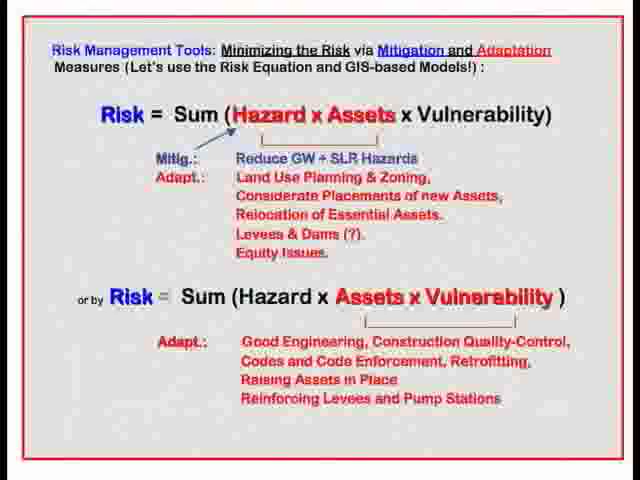 Risk Management Tools: Minimizing the Risk via Mitigation and Adaptation
Measures (Let's use the Risk Equation and GIS-based Models!) :
Risk = Sum (Hazard x Assets x Vulnerability)
Mitig.: Reduce GW + SLR Hazards
Adapt.: Land Use Planning & Zoning,
Considerate Placements of new Assets,
Relocation of Essential Assets.
Levees & Dams (?).
Equity Issues.
or by Risk = Sum (Hazard x Assets x Vulnerability )
Adapt.: Good Engineering, Construction Quality-Control,
Codes and Code Enforcement, Retrofitting,
Raising Assets in Place
Reinforcing Levees and Pump Stations